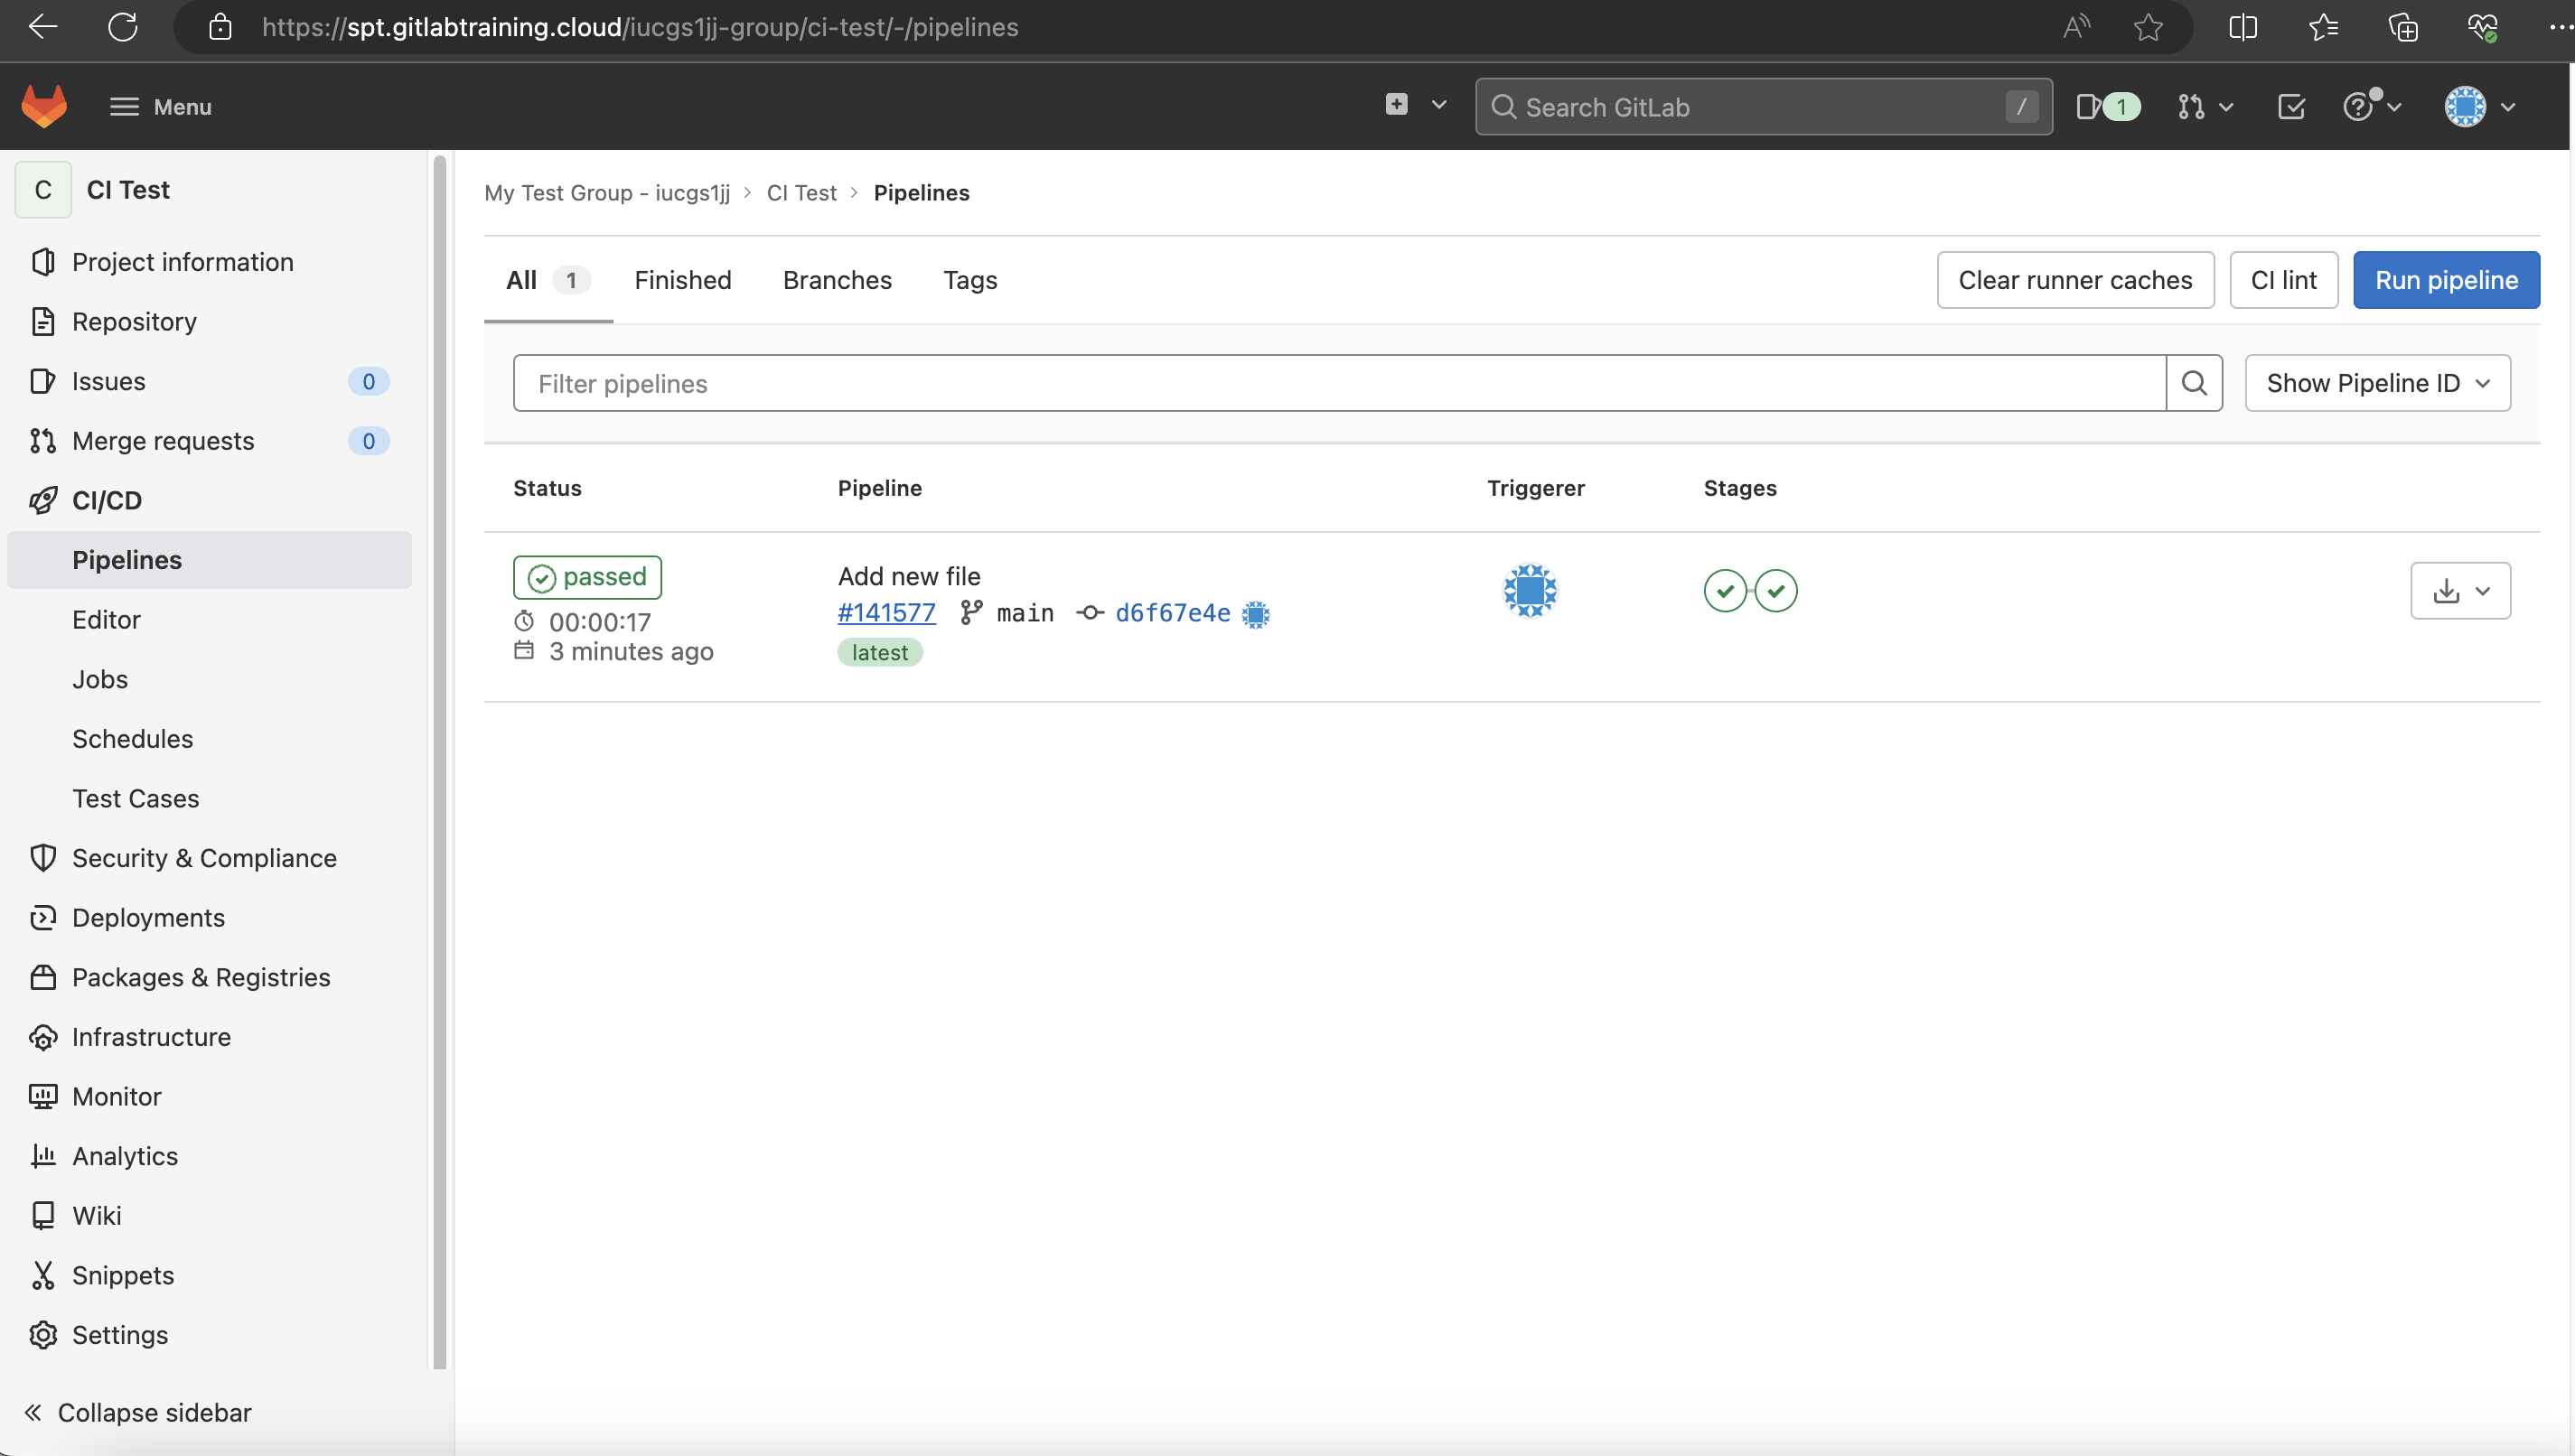 https://spt.gitlabtraining.cloud/iucgs1jj-group/ci-test/-/pipelines
Menu
Search GitLab
/
1
C
CI Test
Project information
Repository
Issues
0
Merge requests
0
CI/CD
Pipelines
Editor
Jobs
Schedules
Test Cases
Security & Compliance
Deployments
Packages & Registries
Infrastructure
Monitor
Analytics
Wiki
Snippets
Settings
Collapse sidebar
My Test Group - iucgs1jj > CI Test > Pipelines
All 1 Finished Branches Tags
Clear runner caches CI lint Run pipeline
Filter pipelines
Show Pipeline ID
Status Pipeline Triggerer Stages
passed
00:00:17
3 minutes ago
Add new file
#141577 main d6f67e4e
latest